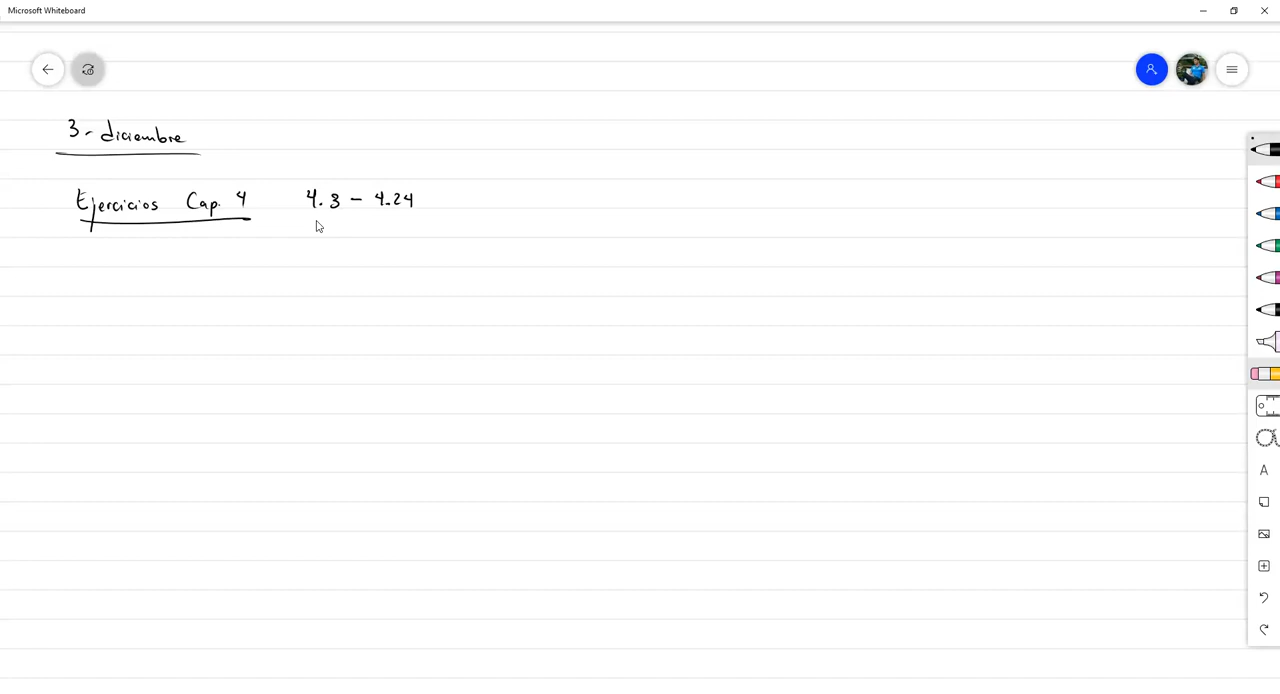 Microsoft Whiteboard
3- diciembre
Ejercicios Cap. 4 4.3 - 4.24
A